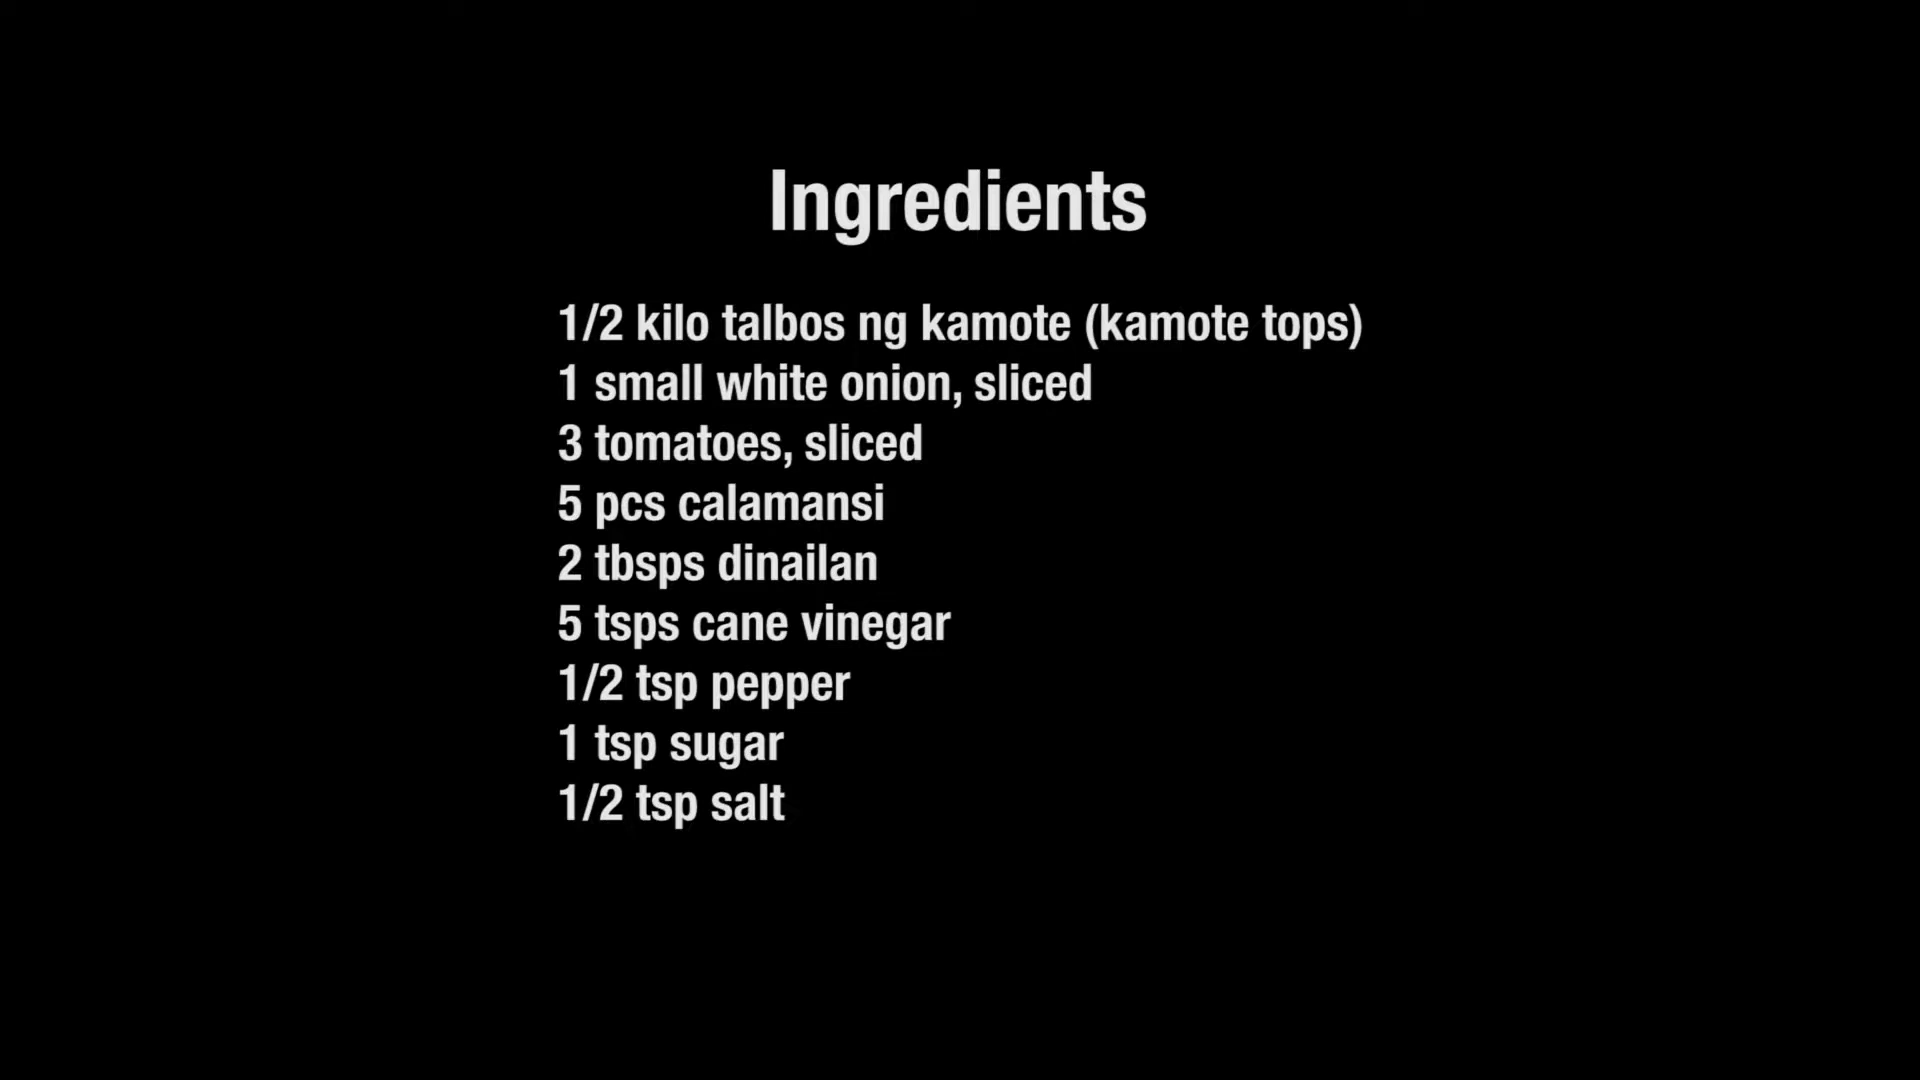 Ingredients
1/2 kilo talbos ng kamote (kamote tops)
1 small white onion, sliced
3 tomatoes, sliced
5 pcs calamansi
2 tbsps dinailan
5 tsps cane vinegar
1/2 tsp pepper
1 tsp sugar
1/2 tsp salt